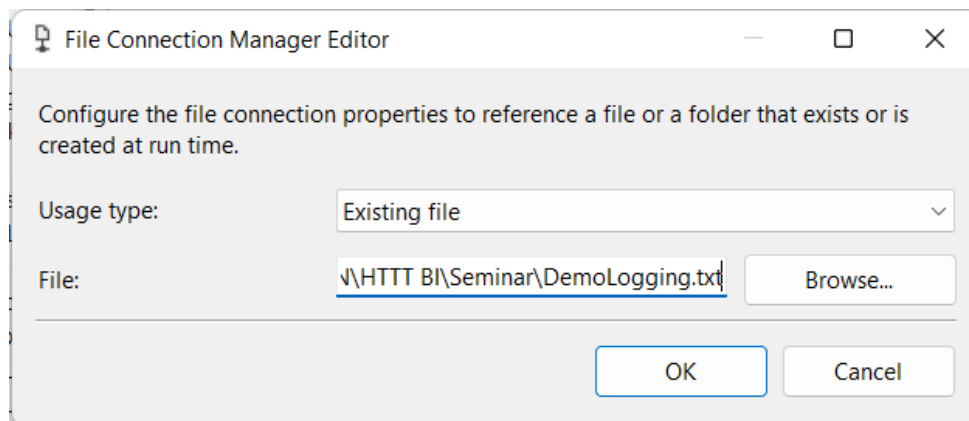 File Connection Manager Editor
Configure the file connection properties to reference a file or a folder that exists or is
created at run time.
Usage type:
Existing file
File:
\HTTT BI\Seminar\DemoLogging.txt
Browse...
OK
Cancel